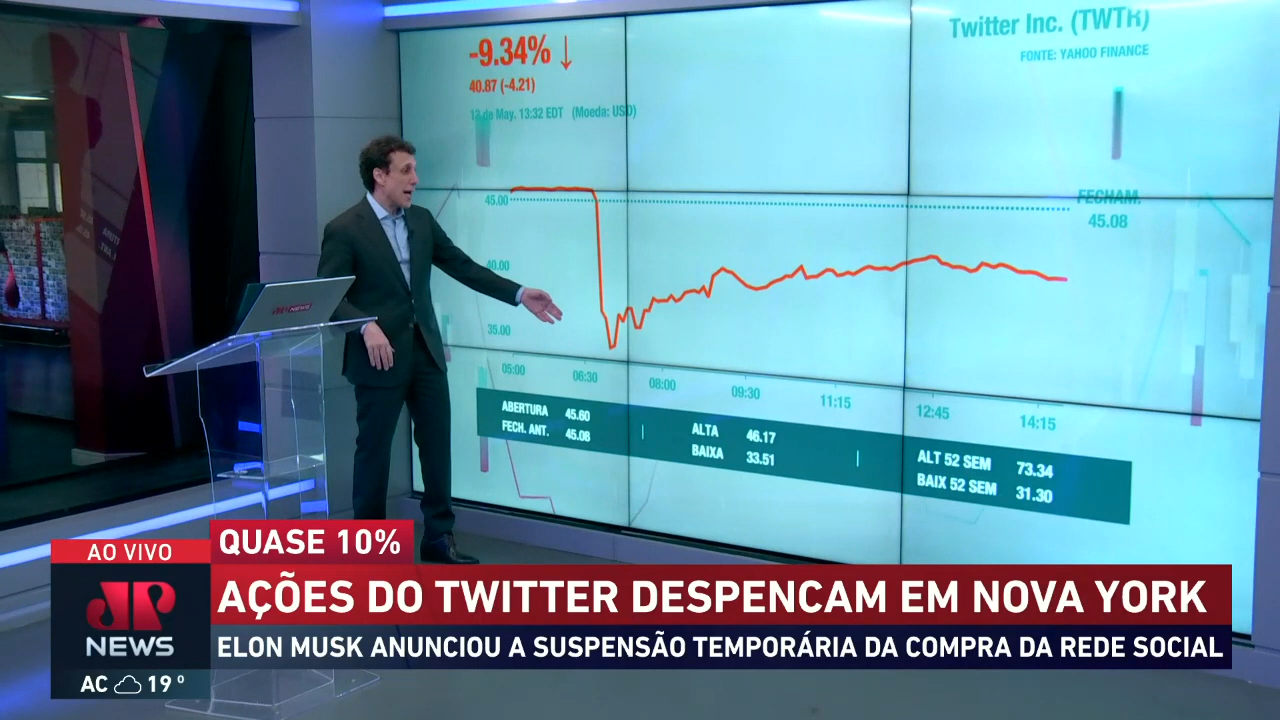 -9.34% ↓
40.87 (-4.21)
13 de May. 13:32 EDT (Moeda: USD)
Twitter Inc. (TWTR)
FONTE: YAHOO FINANCE
FECHAM.
45.08
45.00
40.00
35.00
05:00 06:30 08:00 09:30 11:15 12:45 14:15
ABERTURA 45.60
FECH. ANT. 45.08
ALTA 46.17
BAIXA 33.51
ALT 52 SEM 73.34
BAIX 52 SEM 31.30
JP NEWS
QUASE 10%
AO VIVO
AÇÕES DO TWITTER DESPENCAM EM NOVA YORK
JP
NEWS
ELON MUSK ANUNCIOU A SUSPENSÃO TEMPORÁRIA DA COMPRA DA REDE SOCIAL
AC 19º